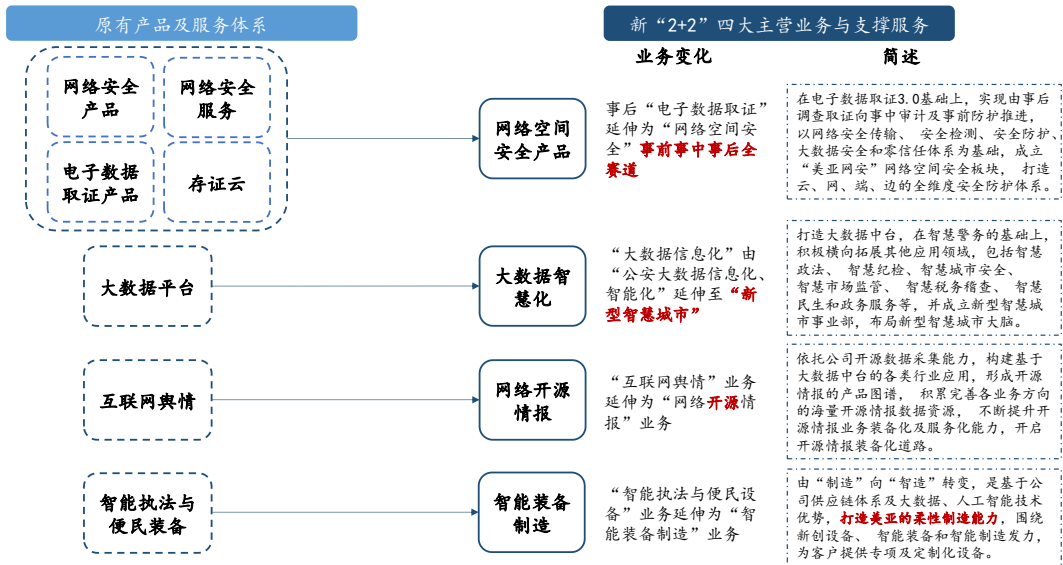 原有产品及服务体系
新“2+2”四大主营业务与支撑服务
业务变化
简述
网络安全
产品
网络安全
服务
电子数据
取证产品
存证云
网络空间
安全产品
事后“电子数据取证”
延伸为“网络空间安
全”事前事中事后全
赛道
在电子数据取证3.0基础上，实现由事后
调查取证向事中审计及事前防护推进，
以网络安全传输、 安全检测、安全防护、
大数据安全和零信任体系为基础，成立
“美亚网安”网络空间安全板块， 打造
云、网、端、边的全维度安全防护体系。
大数据平台
大数据智
慧化
“大数据信息化”由
“公安大数据信息化、
智能化”延伸至“新
型智慧城市”
打造大数据中台，在智慧警务的基础上，
积极横向拓展其他应用领域，包括智慧
政法、 智慧纪检、智慧城市安全、
智慧市场监管、 智慧税务稽查、 智慧
民生和政务服务等，并成立新型智慧城
市事业部，布局新型智慧城市大脑。
互联网舆情
网络开源
情报
“互联网舆情”业务
延伸为“网络开源情
报”业务
依托公司开源数据采集能力，构建基于
大数据中台的各类行业应用，形成开源
情报的产品图谱， 积累完善各业务方向
的海量开源情报数据资源， 不断提升开
源情报业务装备化及服务化能力，开启
开源情报装备化道路。
智能执法与
便民装备
智能装备
制造
“智能执法与便民设
备”业务延伸为“智
能装备制造”业务
由“制造”向“智造”转变，是基于公
司供应链体系及大数据、人工智能技术
优势，打造美亚的柔性制造能力，围绕
新创设备、 智能装备和智能制造发力，
为客户提供专项及定制化设备。